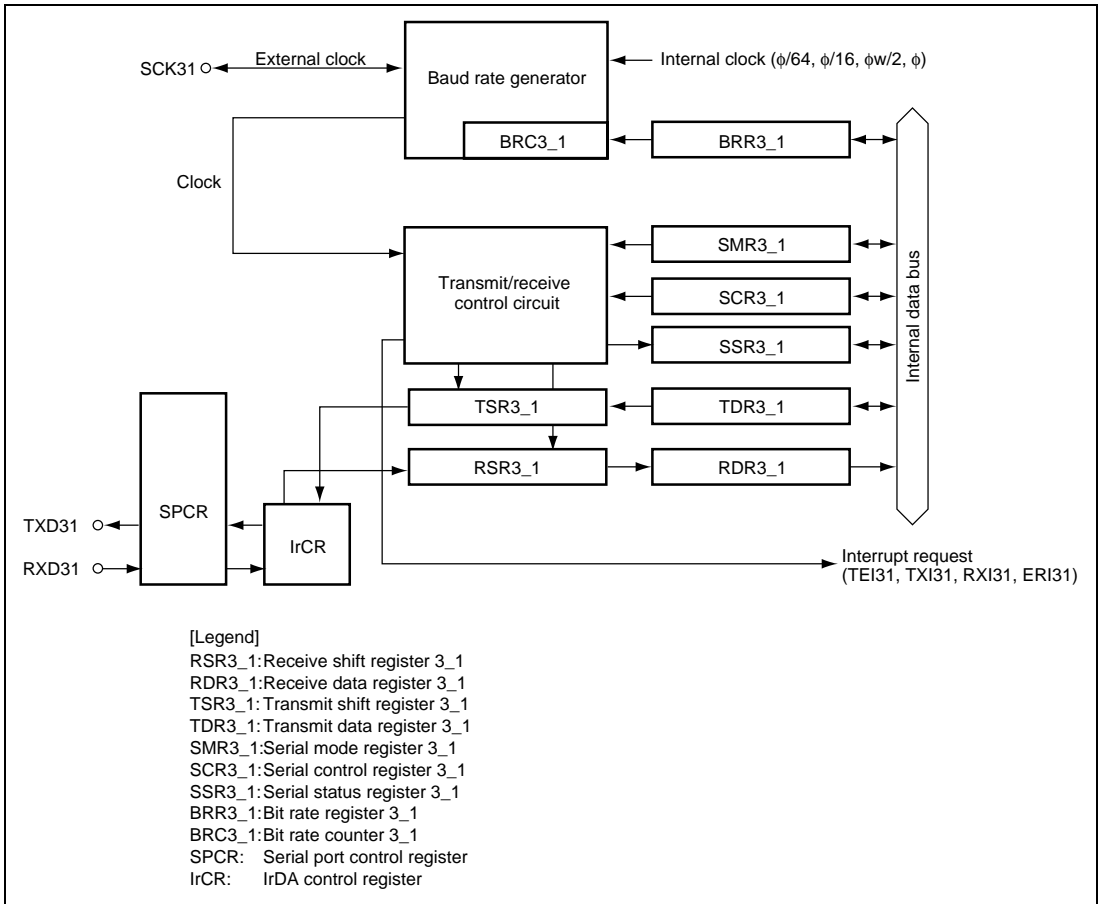 SCK31
External clock
Baud rate generator
Internal clock (ϕ/64, ϕ/16, ϕw/2, ϕ)
BRC3_1
BRR3_1
Clock
Internal data bus
Transmit/receive
control circuit
SMR3_1
SCR3_1
SSR3_1
TSR3_1
TDR3_1
RSR3_1
RDR3_1
SPCR
IrCR
TXD31
RXD31
Interrupt request
(TEI31, TXI31, RXI31, ERI31)
[Legend]
RSR3_1:Receive shift register 3_1
RDR3_1:Receive data register 3_1
TSR3_1:Transmit shift register 3_1
TDR3_1:Transmit data register 3_1
SMR3_1:Serial mode register 3_1
SCR3_1:Serial control register 3_1
SSR3_1:Serial status register 3_1
BRR3_1:Bit rate register 3_1
BRC3_1:Bit rate counter 3_1
SPCR: Serial port control register
IrCR: IrDA control register